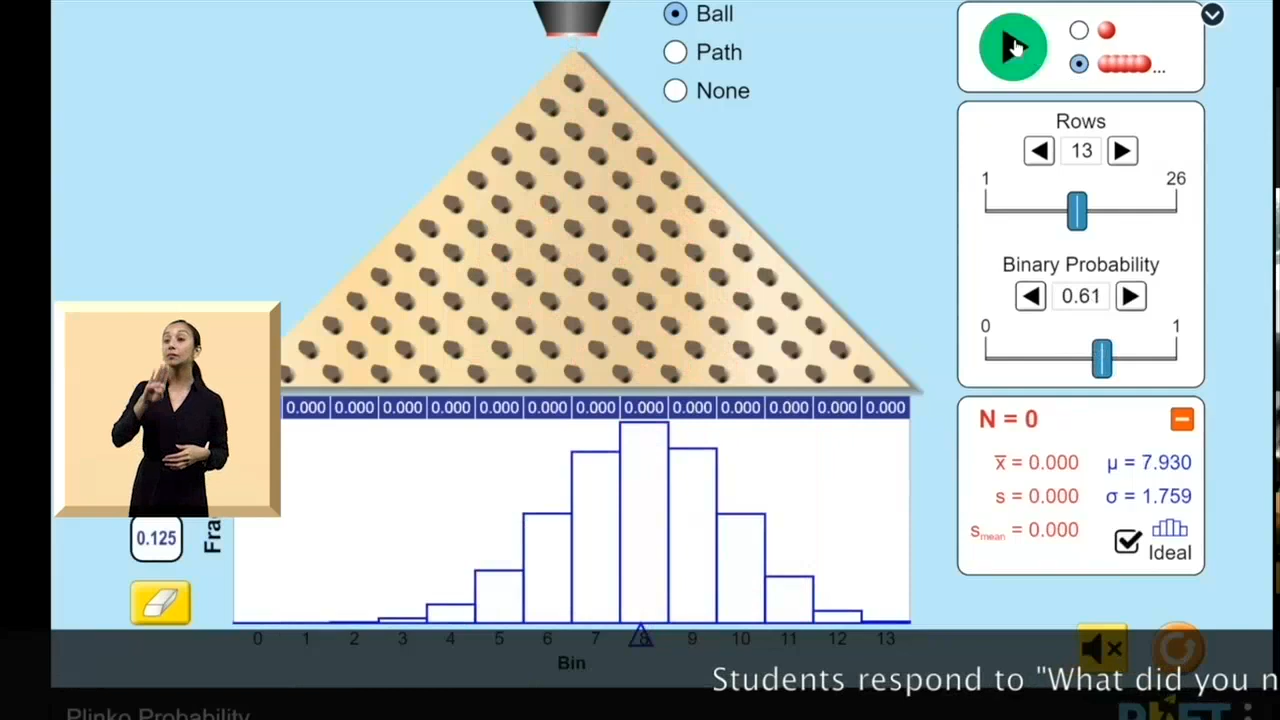 Ball
Path
None
...
Rows
13
1 26
Binary Probability
0.61
0 1
0.000 0.000 0.000 0.000 0.000 0.000 0.000 0.000 0.000 0.000 0.000 0.000 0.000
N = 0
x̅ = 0.000 μ = 7.930
s = 0.000 σ = 1.759
smean = 0.000
Ideal
0.125
Fra
0 1 2 3 4 5 6 7 8 9 10 11 12 13
Bin
Students respond to "What did you n
Plinko Probability
PhET